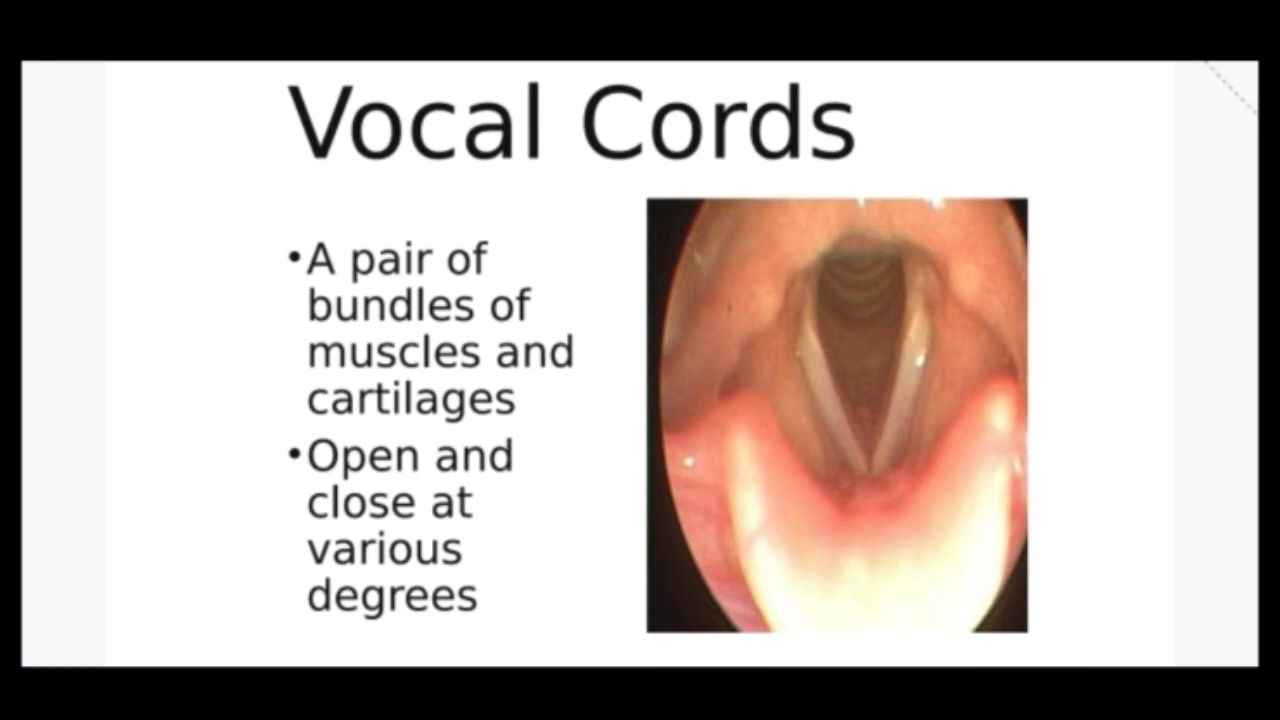 Vocal Cords
•A pair of
bundles of
muscles and
cartilages
•Open and
close at
various
degrees